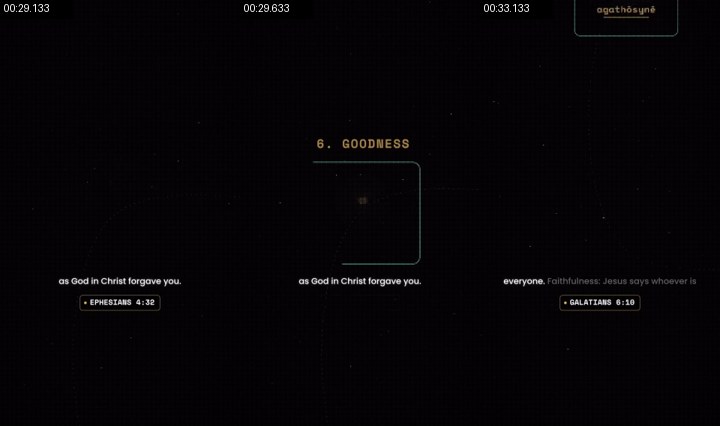 00:29.133
as God in Christ forgave you.
EPHESIANS 4:32
00:29.633
6. GOODNESS
as God in Christ forgave you.
00:33.133
agathōsynē
everyone. Faithfulness: Jesus says whoever is
GALATIANS 6:10